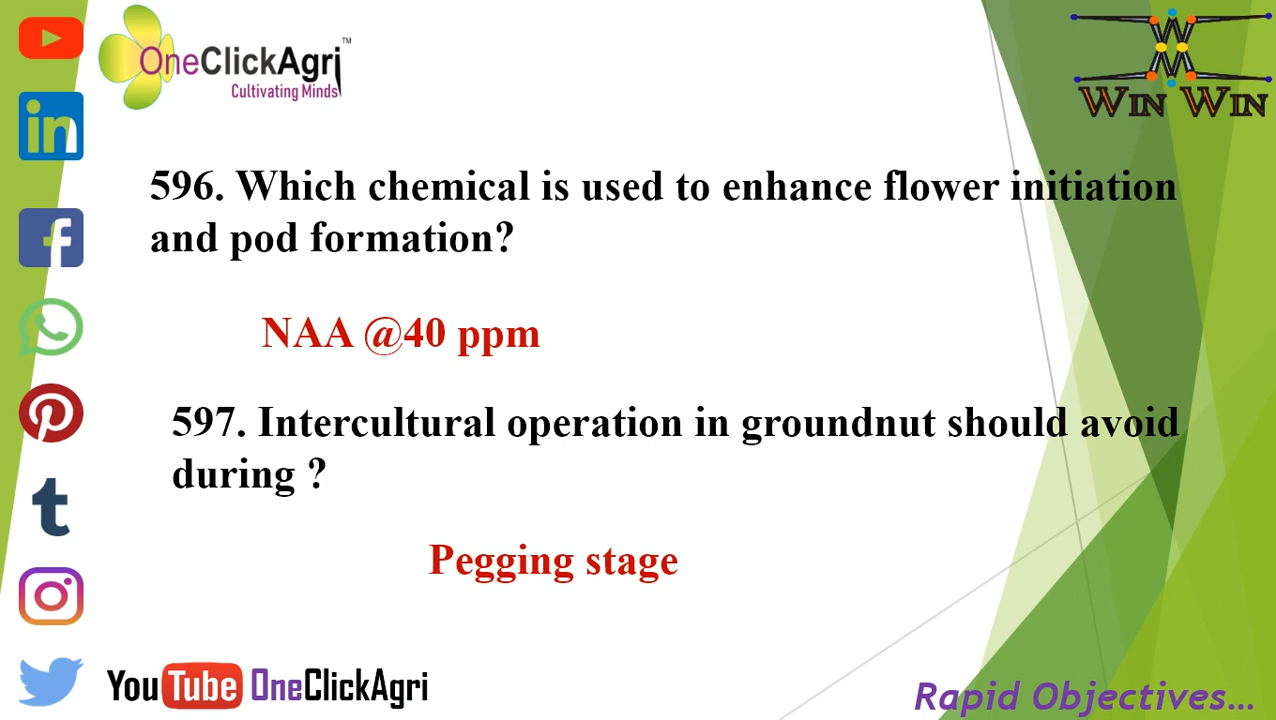 OneClickAgri™
Cultivating Minds
WIN WIN
596. Which chemical is used to enhance flower initiation
and pod formation?
NAA @40 ppm
597. Intercultural operation in groundnut should avoid
during ?
Pegging stage
YouTube OneClickAgri
Rapid Objectives...